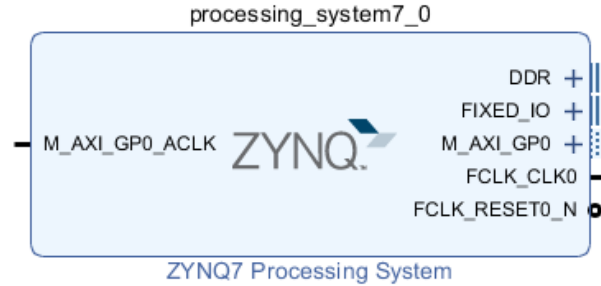 processing_system7_0
DDR
FIXED_IO
M_AXI_GP0_ACLK
ZYNQ
M_AXI_GP0
FCLK_CLK0
FCLK_RESET0_N
ZYNQ7 Processing System